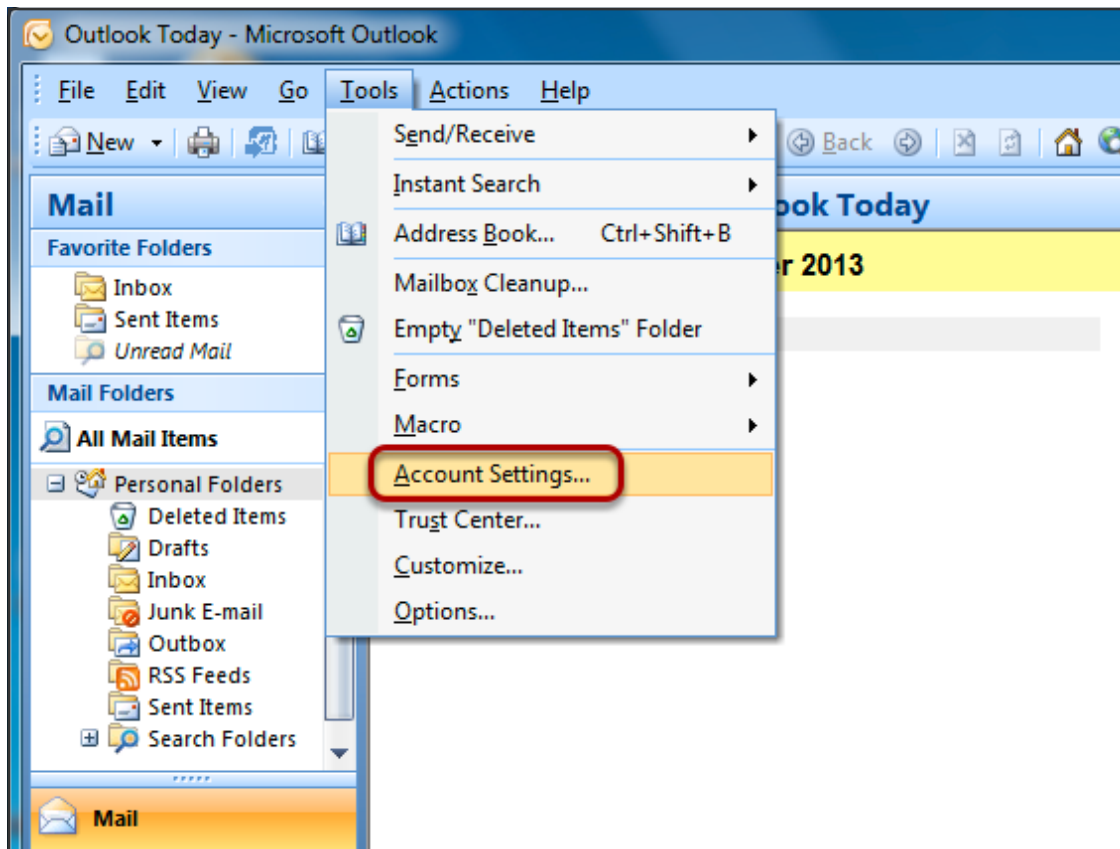 Outlook Today - Microsoft Outlook
File Edit View Go Tools Actions Help
New Back
Send/Receive
Instant Search
Address Book... Ctrl+Shift+B
Mailbox Cleanup...
Empty "Deleted Items" Folder
Forms
Macro
Account Settings...
Trust Center...
Customize...
Options...
Mail
Favorite Folders
Inbox
Sent Items
Unread Mail
Mail Folders
All Mail Items
Personal Folders
Deleted Items
Drafts
Inbox
Junk E-mail
Outbox
RSS Feeds
Sent Items
Search Folders
Mail
Today
2013